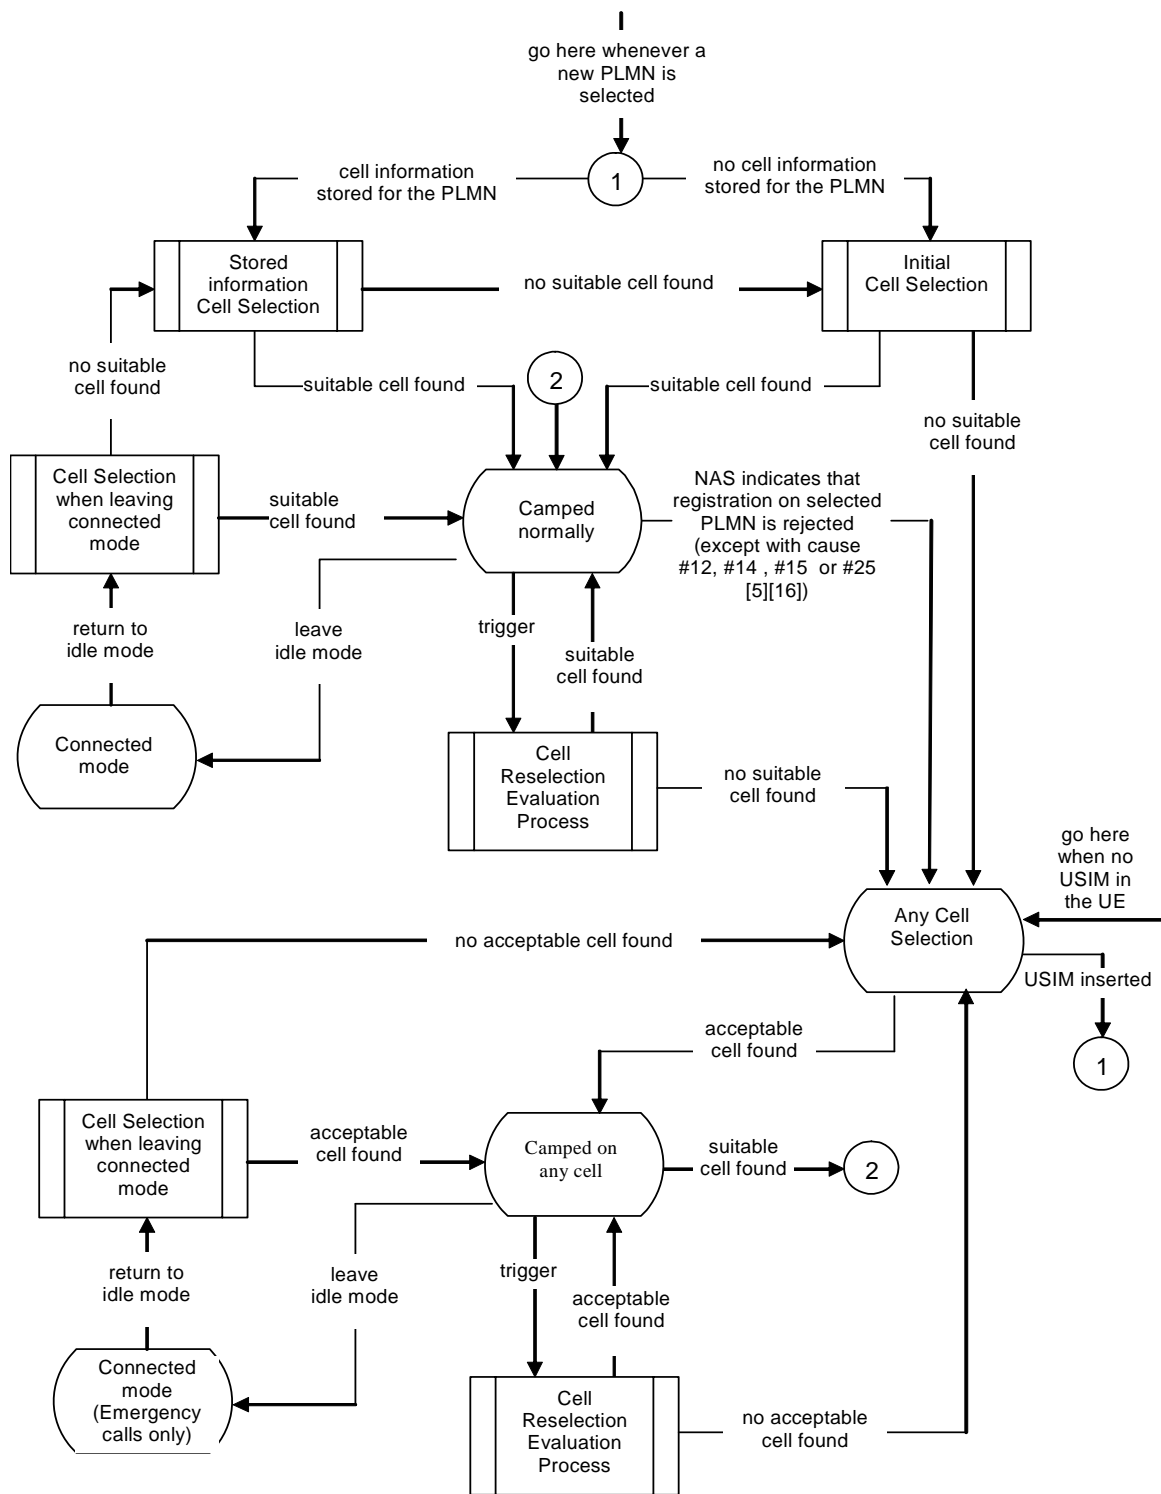 go here whenever a
new PLMN is
selected
cell information
stored for the PLMN
1
no cell information
stored for the PLMN
Stored
information
Cell Selection
no suitable cell found
Initial
Cell Selection
no suitable
cell found
suitable cell found
2
suitable cell found
no suitable
cell found
Cell Selection
when leaving
connected
mode
suitable
cell found
Camped
normally
NAS indicates that
registration on selected
PLMN is rejected
(except with cause
#12, #14 , #15 or #25
[5][16])
return to
idle mode
leave
idle mode
trigger
suitable
cell found
Connected
mode
Cell
Reselection
Evaluation
Process
no suitable
cell found
go here
when no
USIM in
the UE
Any Cell
Selection
no acceptable cell found
USIM inserted
acceptable
cell found
1
Cell Selection
when leaving
connected
mode
acceptable
cell found
Camped on
any cell
suitable
cell found
2
return to
idle mode
leave
idle mode
trigger
acceptable
cell found
Connected
mode
(Emergency
calls only)
Cell
Reselection
Evaluation
Process
no acceptable
cell found